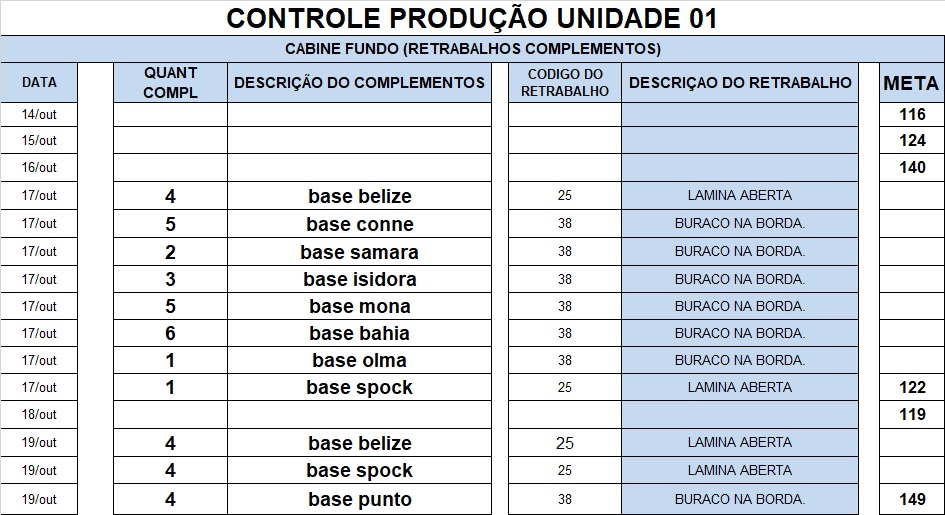 CONTROLE PRODUÇÃO UNIDADE 01
CABINE FUNDO (RETRABALHOS COMPLEMENTOS)
DATA QUANT COMPL DESCRIÇÃO DO COMPLEMENTOS CODIGO DO RETRABALHO DESCRIÇAO DO RETRABALHO META
14/out 116
15/out 124
16/out 140
17/out 4 base belize 25 LAMINA ABERTA
17/out 5 base conne 38 BURACO NA BORDA.
17/out 2 base samara 38 BURACO NA BORDA.
17/out 3 base isidora 38 BURACO NA BORDA.
17/out 5 base mona 38 BURACO NA BORDA.
17/out 6 base bahia 38 BURACO NA BORDA.
17/out 1 base olma 38 BURACO NA BORDA.
17/out 1 base spock 25 LAMINA ABERTA 122
18/out 119
19/out 4 base belize 25 LAMINA ABERTA
19/out 4 base spock 25 LAMINA ABERTA
19/out 4 base punto 38 BURACO NA BORDA. 149